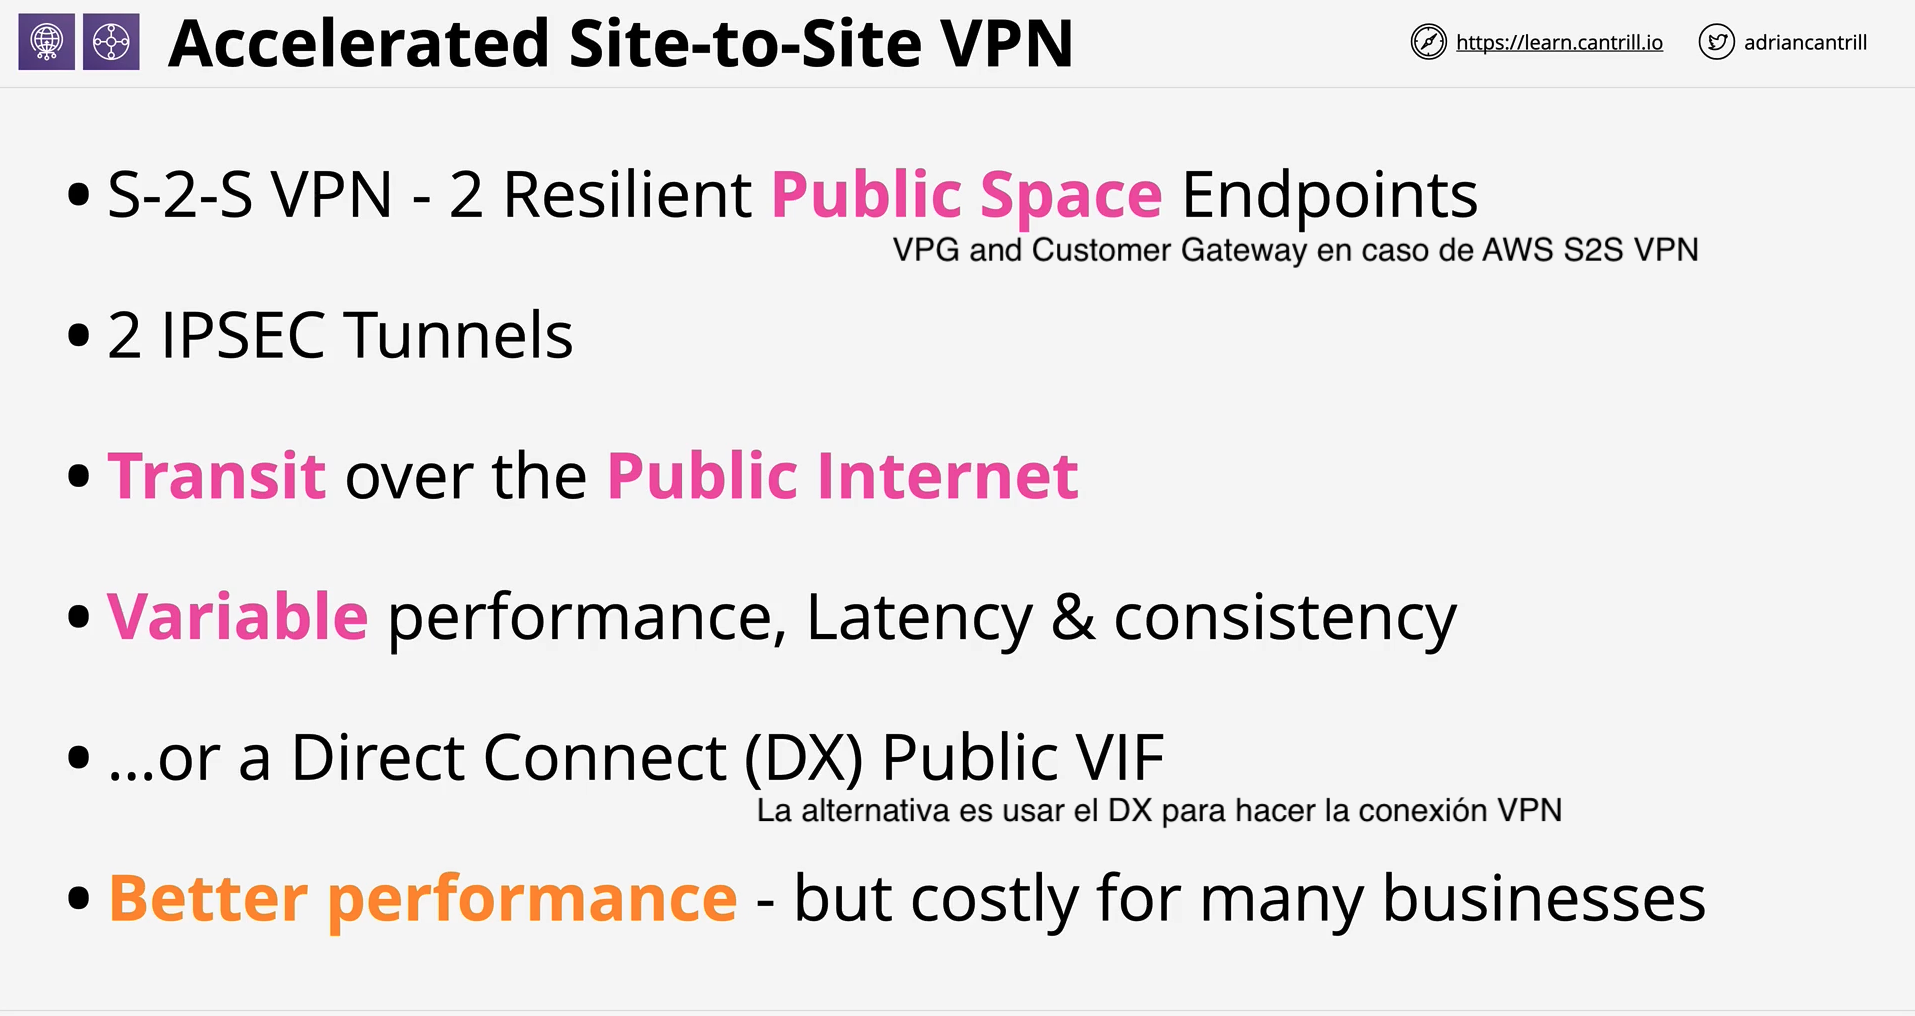 Accelerated Site-to-Site VPN
https://learn.cantrill.io
adriancantrill
• S-2-S VPN - 2 Resilient Public Space Endpoints
VPG and Customer Gateway en caso de AWS S2S VPN
• 2 IPSEC Tunnels
• Transit over the Public Internet
• Variable performance, Latency & consistency
• ...or a Direct Connect (DX) Public VIF
La alternativa es usar el DX para hacer la conexión VPN
• Better performance - but costly for many businesses